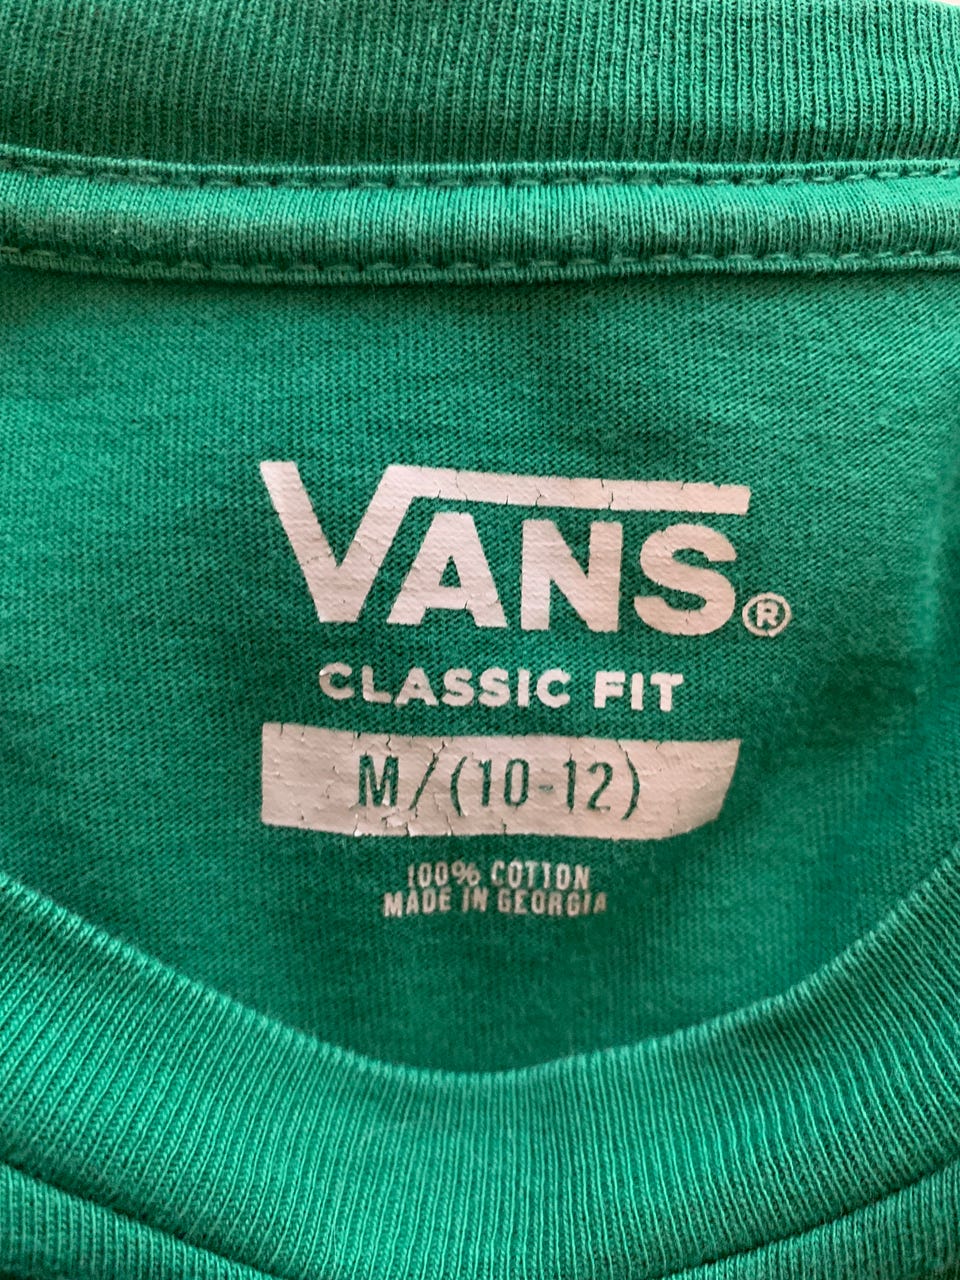 VANS®
CLASSIC FIT
M/(10-12)
100% COTTON
MADE IN GEORGIA